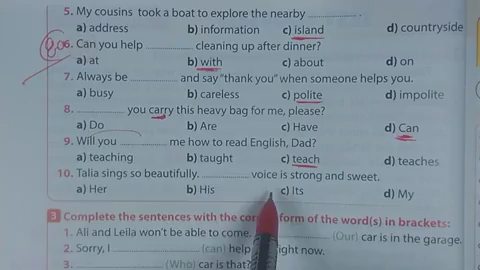 5. My cousins took a boat to explore the nearby .............. .
a) address b) information c) island d) countryside
806. Can you help .............. cleaning up after dinner?
a) at b) with c) about d) on
7. Always be .............. and say "thank you" when someone helps you.
a) busy b) careless c) polite d) impolite
8. .............. you carry this heavy bag for me, please?
a) Do b) Are c) Have d) Can
9. Will you .............. me how to read English, Dad?
a) teaching b) taught c) teach d) teaches
10. Talia sings so beautifully. .............. voice is strong and sweet.
a) Her b) His c) Its d) My
3 Complete the sentences with the form of the word(s) in brackets:
1. Ali and Leila won't be able to come. .............. (Our) car is in the garage.
2. Sorry, I .............. (can) help right now.
3. .............. (Who) car is that?